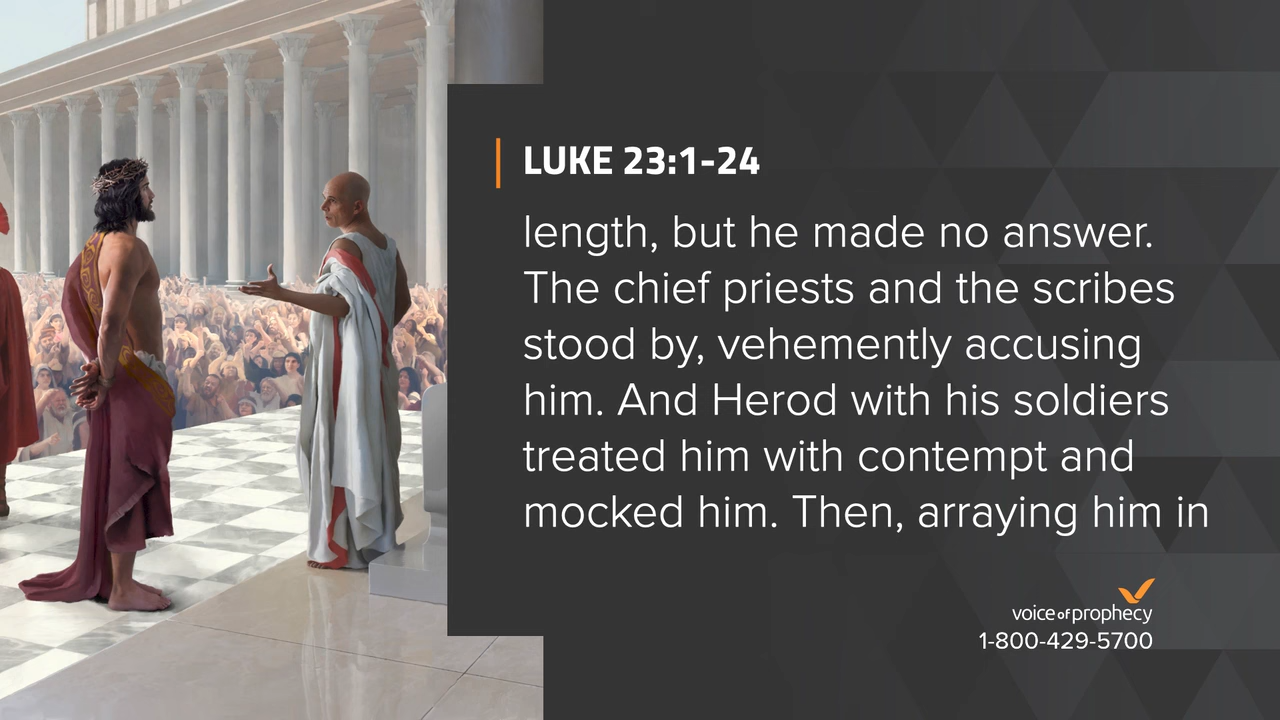 LUKE 23:1-24
length, but he made no answer.
The chief priests and the scribes
stood by, vehemently accusing
him. And Herod with his soldiers
treated him with contempt and
mocked him. Then, arraying him in
voice of prophecy
1-800-429-5700